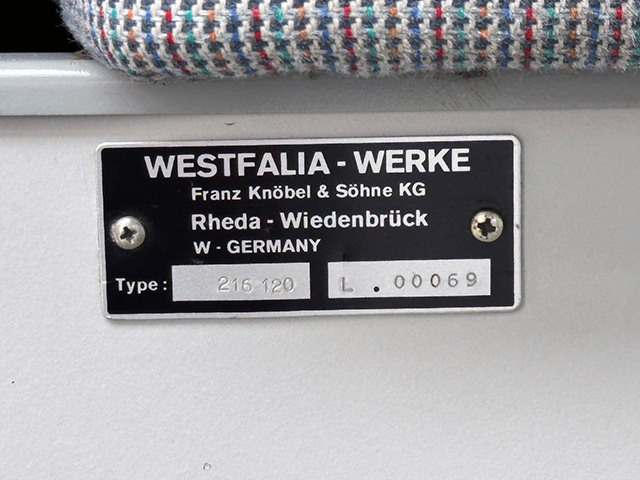 WESTFALIA - WERKE
Franz Knöbel & Söhne KG
Rheda - Wiedenbrück
W - GERMANY
Type: 216.120 L . 00069